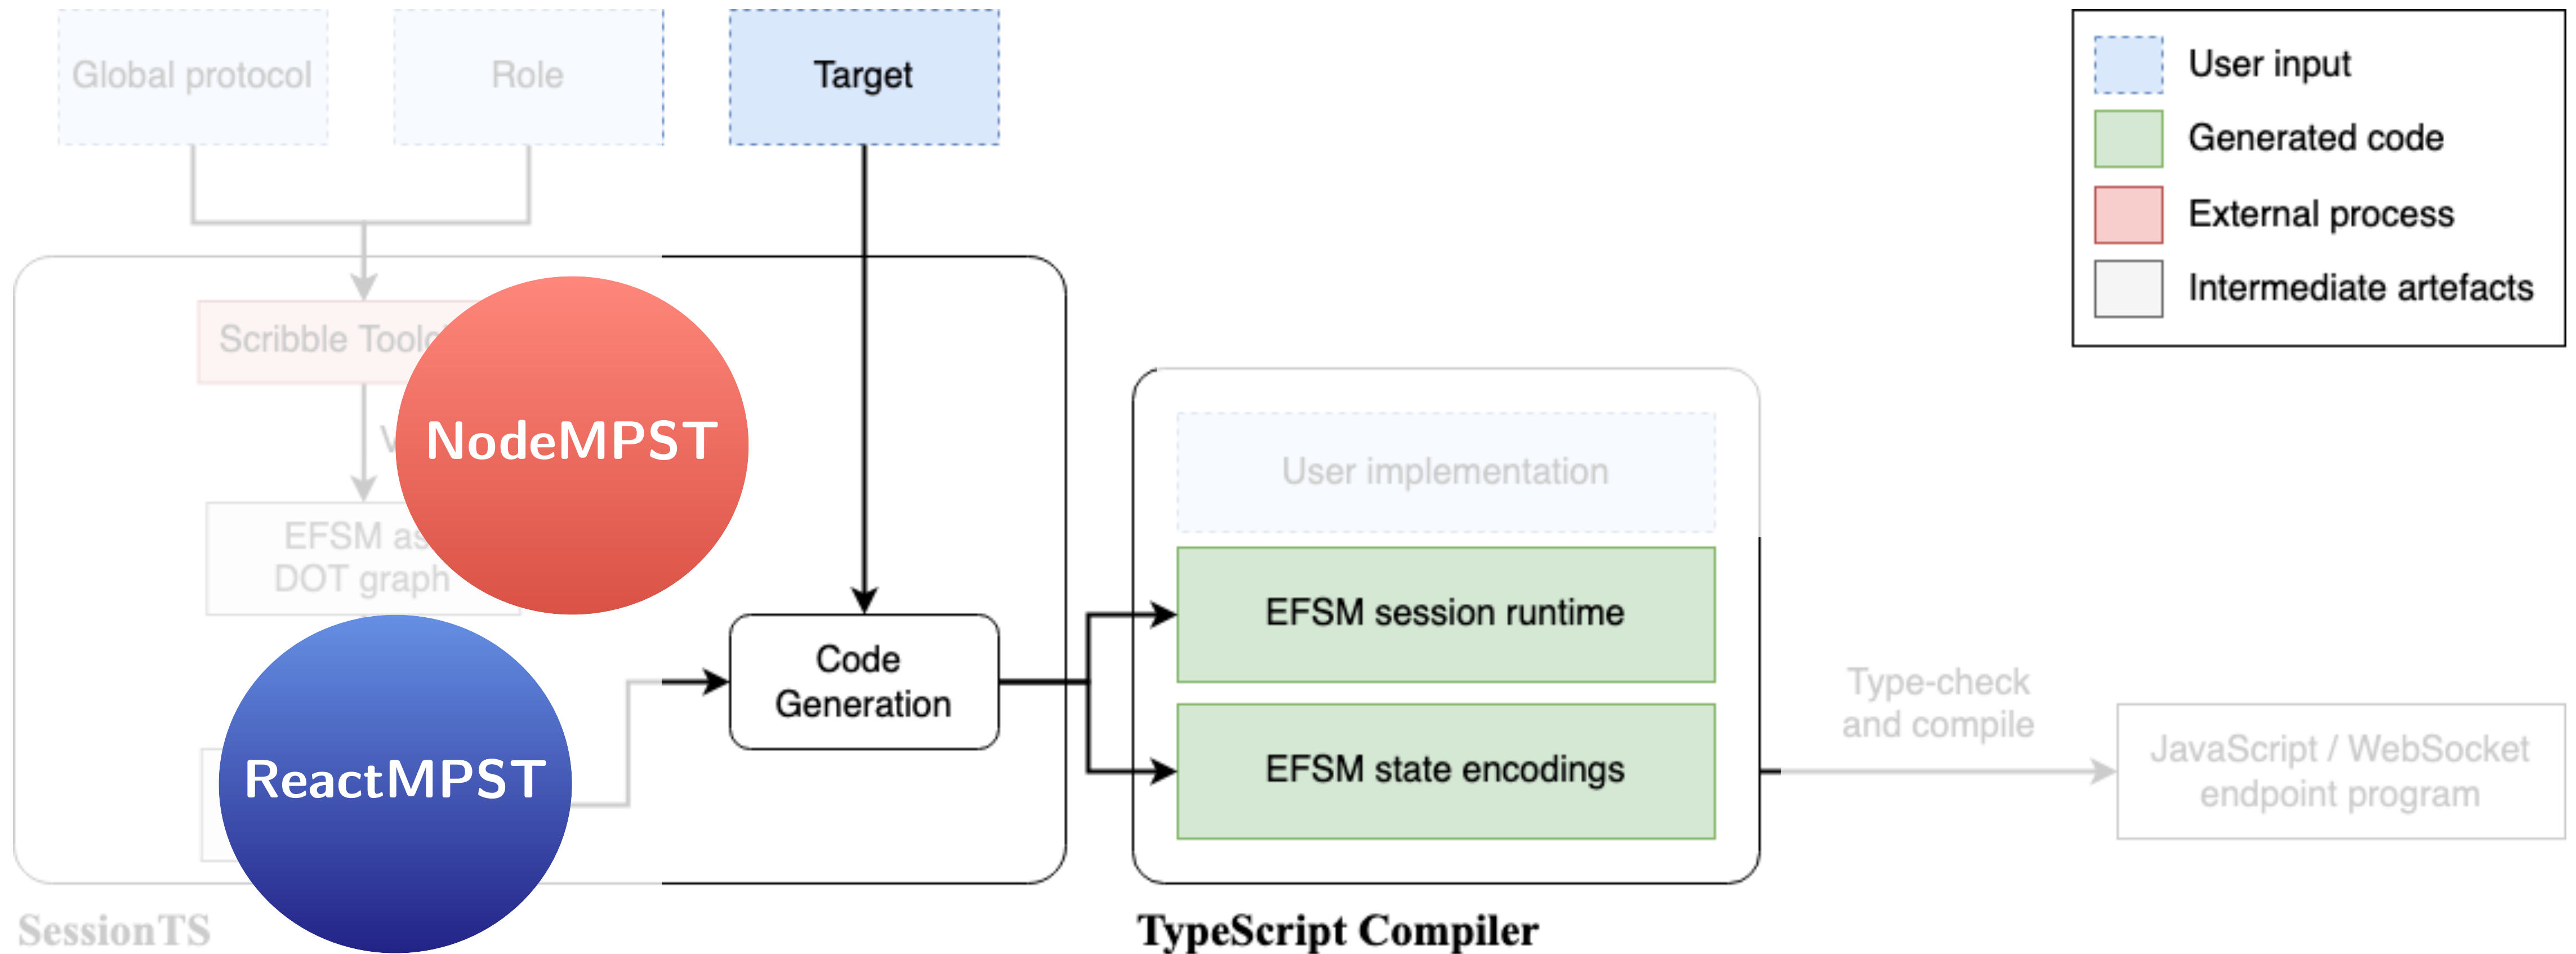 Global protocol
Role
Target
User input
Generated code
External process
Intermediate artefacts
Scribble
NodeMPST
EFSM as
DOT graph
ReactMPST
Code
Generation
User implementation
EFSM session runtime
EFSM state encodings
Type-check
and compile
JavaScript / WebSocket
endpoint program
SessionTS
TypeScript Compiler